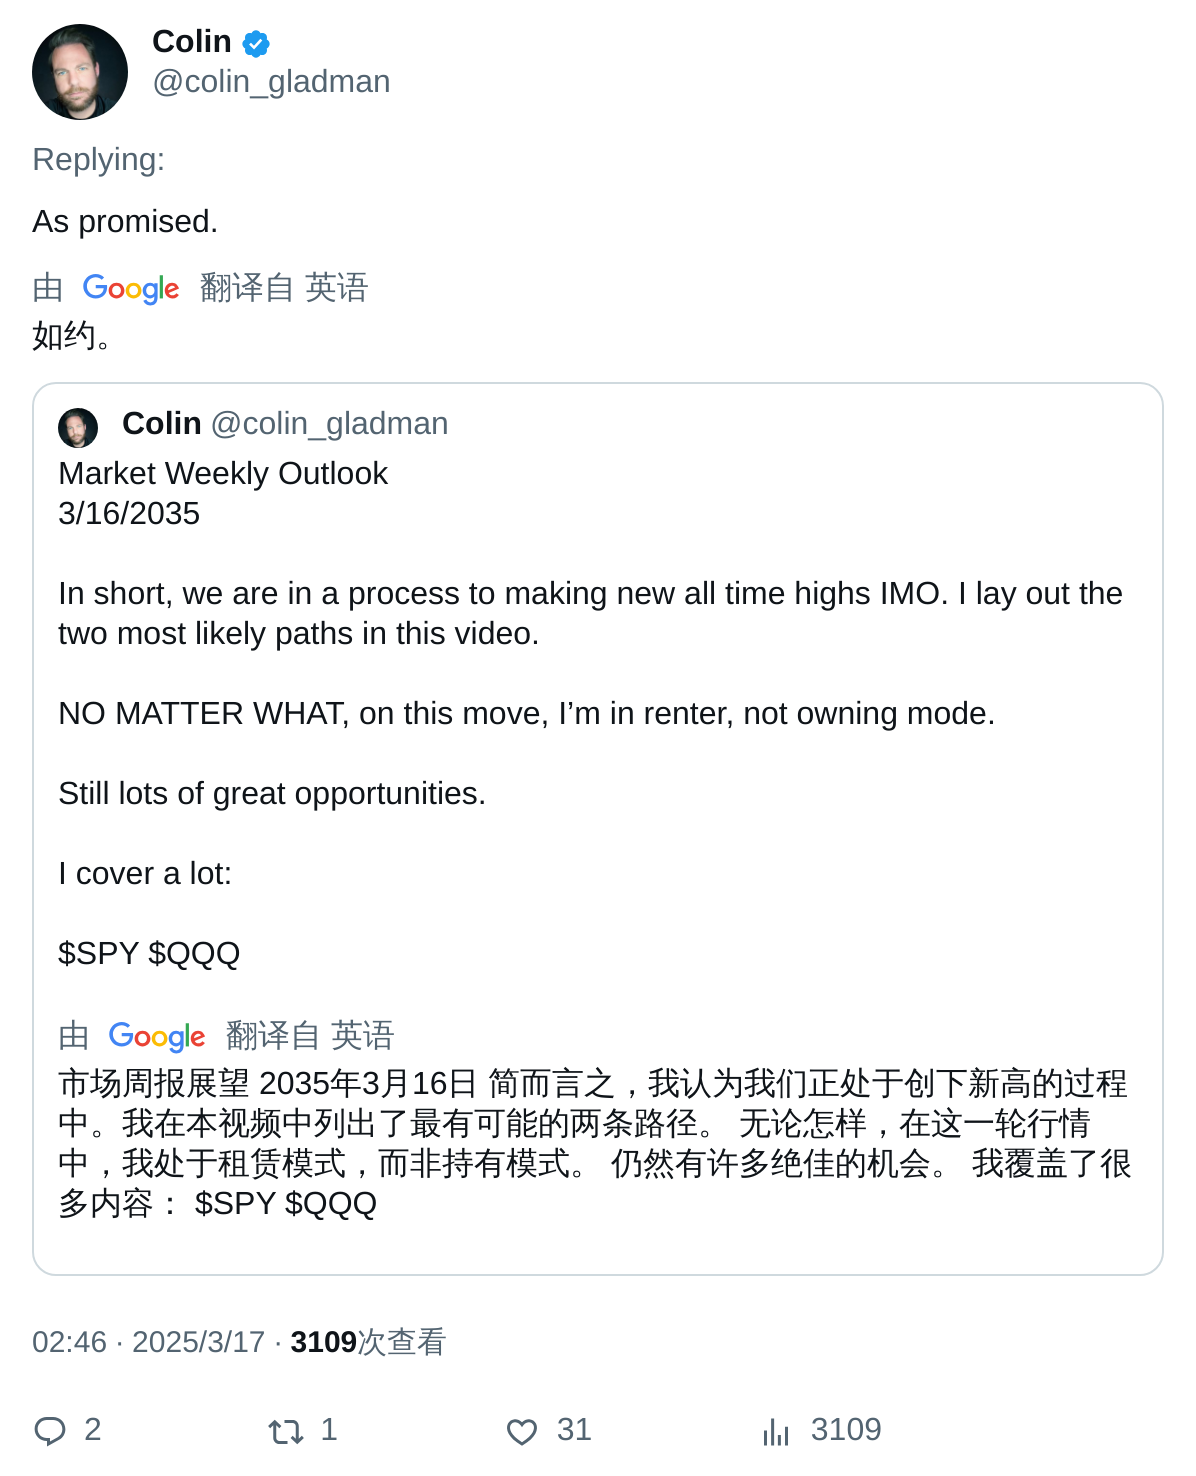 Colin
@colin_gladman
Replying:
As promised.
由 Google 翻译自 英语
如约。
Colin @colin_gladman
Market Weekly Outlook
3/16/2035
In short, we are in a process to making new all time highs IMO. I lay out the
two most likely paths in this video.
NO MATTER WHAT, on this move, I’m in renter, not owning mode.
Still lots of great opportunities.
I cover a lot:
$SPY $QQQ
由 Google 翻译自 英语
市场周报展望 2035年3月16日 简而言之，我认为我们正处于创下新高的过程
中。我在本视频中列出了最有可能的两条路径。 无论怎样，在这一轮行情
中，我处于租赁模式，而非持有模式。 仍然有许多绝佳的机会。 我覆盖了很
多内容： $SPY $QQQ
02:46 · 2025/3/17 · 3109次查看
2 1 31 3109